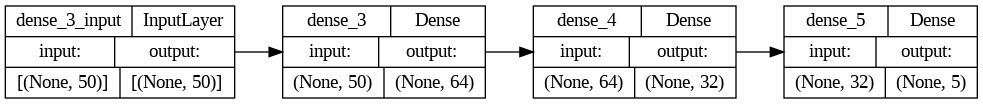 dense_3_input InputLayer
input: output:
[(None, 50)] [(None, 50)]
dense_3 Dense
input: output:
(None, 50) (None, 64)
dense_4 Dense
input: output:
(None, 64) (None, 32)
dense_5 Dense
input: output:
(None, 32) (None, 5)